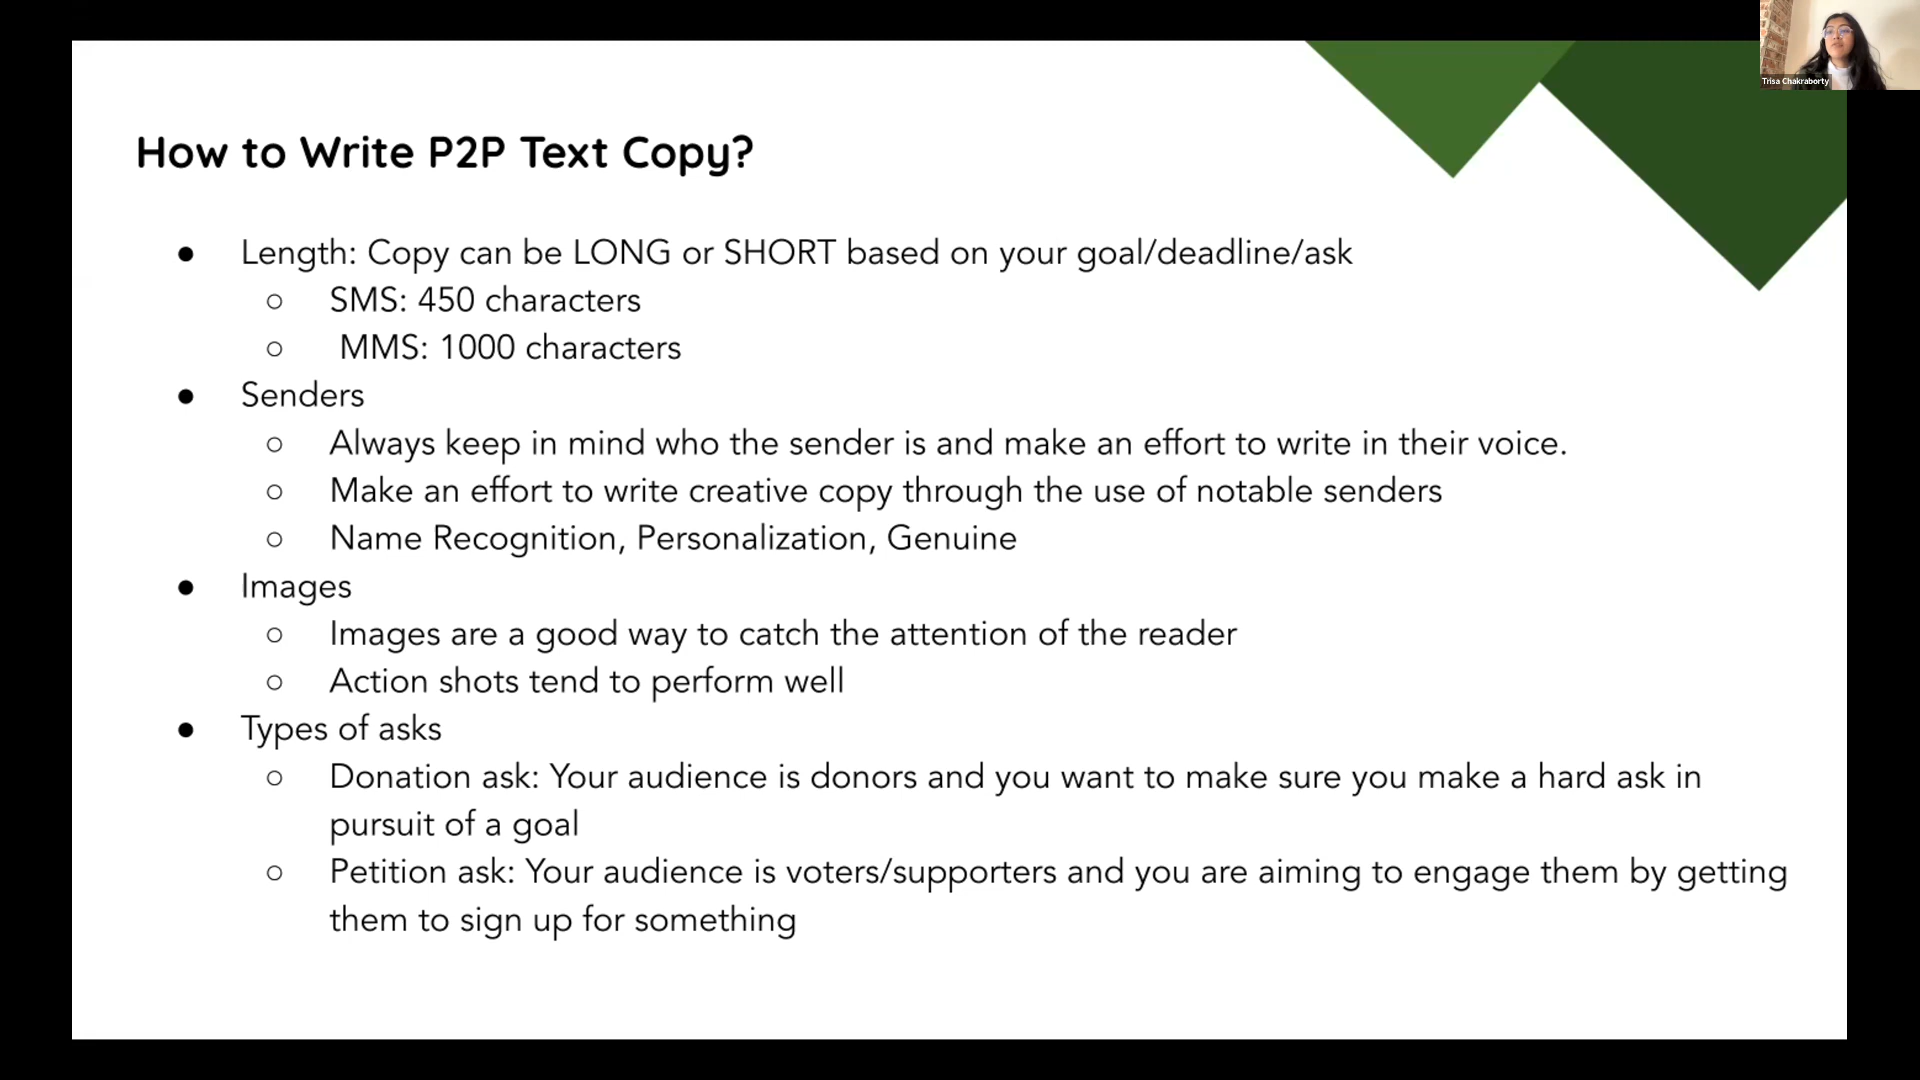 Trisa Chakraborty
How to Write P2P Text Copy?
● Length: Copy can be LONG or SHORT based on your goal/deadline/ask
○ SMS: 450 characters
○ MMS: 1000 characters
● Senders
○ Always keep in mind who the sender is and make an effort to write in their voice.
○ Make an effort to write creative copy through the use of notable senders
○ Name Recognition, Personalization, Genuine
● Images
○ Images are a good way to catch the attention of the reader
○ Action shots tend to perform well
● Types of asks
○ Donation ask: Your audience is donors and you want to make sure you make a hard ask in
pursuit of a goal
○ Petition ask: Your audience is voters/supporters and you are aiming to engage them by getting
them to sign up for something